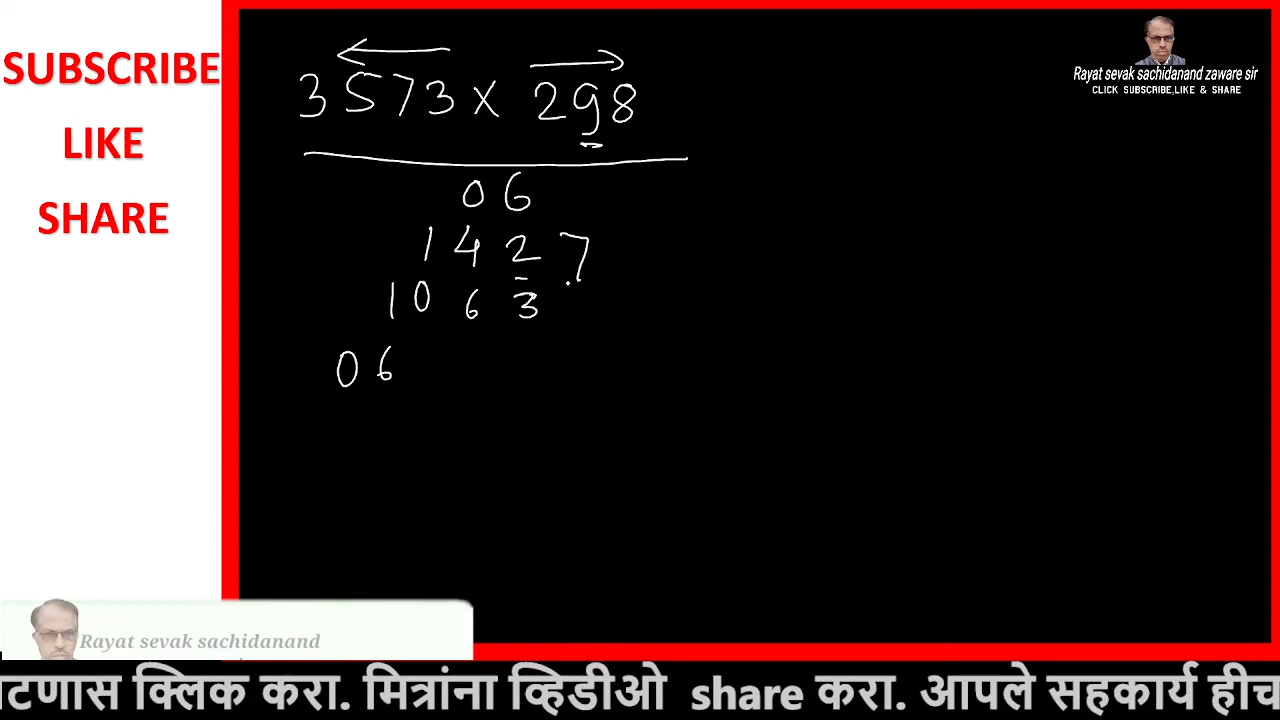 SUBSCRIBE
LIKE
SHARE
3573 x 298
06
1427
1063
06
Rayat sevak sachidanand zaware sir
CLICK SUBSCRIBE,LIKE & SHARE
Rayat sevak sachidanand
टणास क्लिक करा. मित्रांना व्हिडीओ share करा. आपले सहकार्य हीच